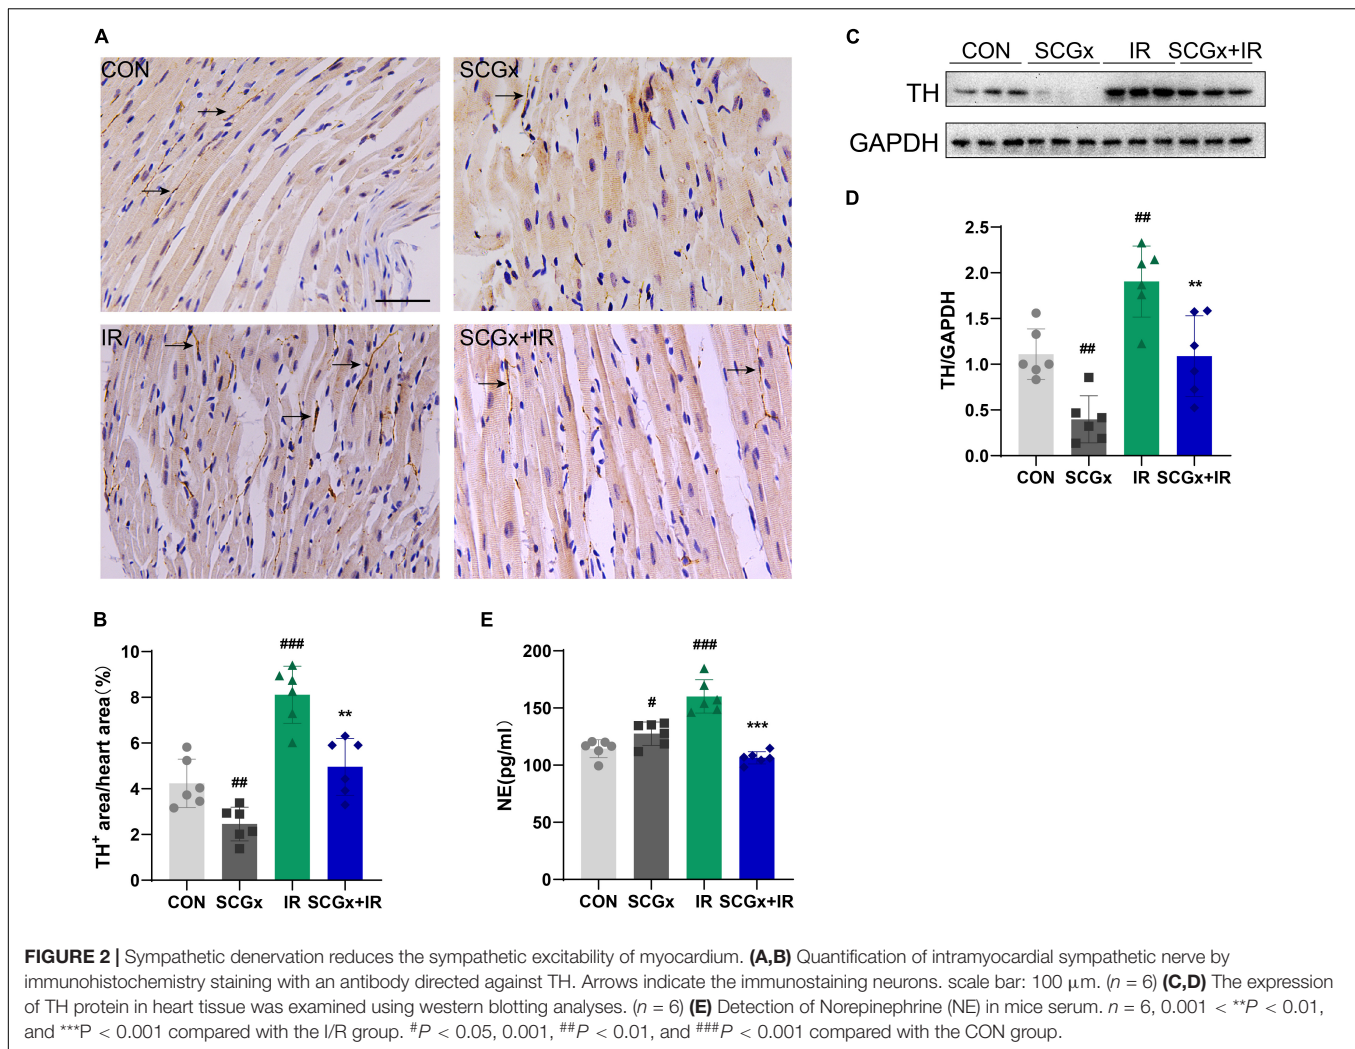 A
CON
SCGx
IR
SCGx+IR
B
TH+ area/heart area(%)
10
8
6
4
2
0
##
###
**
CON SCGx IR SCGx+IR
C
CON SCGx IR SCGx+IR
TH
GAPDH
D
TH/GAPDH
2.5
2.0
1.5
1.0
0.5
0.0
##
##
**
CON SCGx IR SCGx+IR
E
NE(pg/ml)
200
150
100
50
0
#
###
***
CON SCGx IR SCGx+IR
FIGURE 2 | Sympathetic denervation reduces the sympathetic excitability of myocardium. (A,B) Quantification of intramyocardial sympathetic nerve by
immunohistochemistry staining with an antibody directed against TH. Arrows indicate the immunostaining neurons. scale bar: 100 μm. (n = 6) (C,D) The expression
of TH protein in heart tissue was examined using western blotting analyses. (n = 6) (E) Detection of Norepinephrine (NE) in mice serum. n = 6, 0.001 < **P < 0.01,
and ***P < 0.001 compared with the I/R group. #P < 0.05, 0.001, ##P < 0.01, and ###P < 0.001 compared with the CON group.